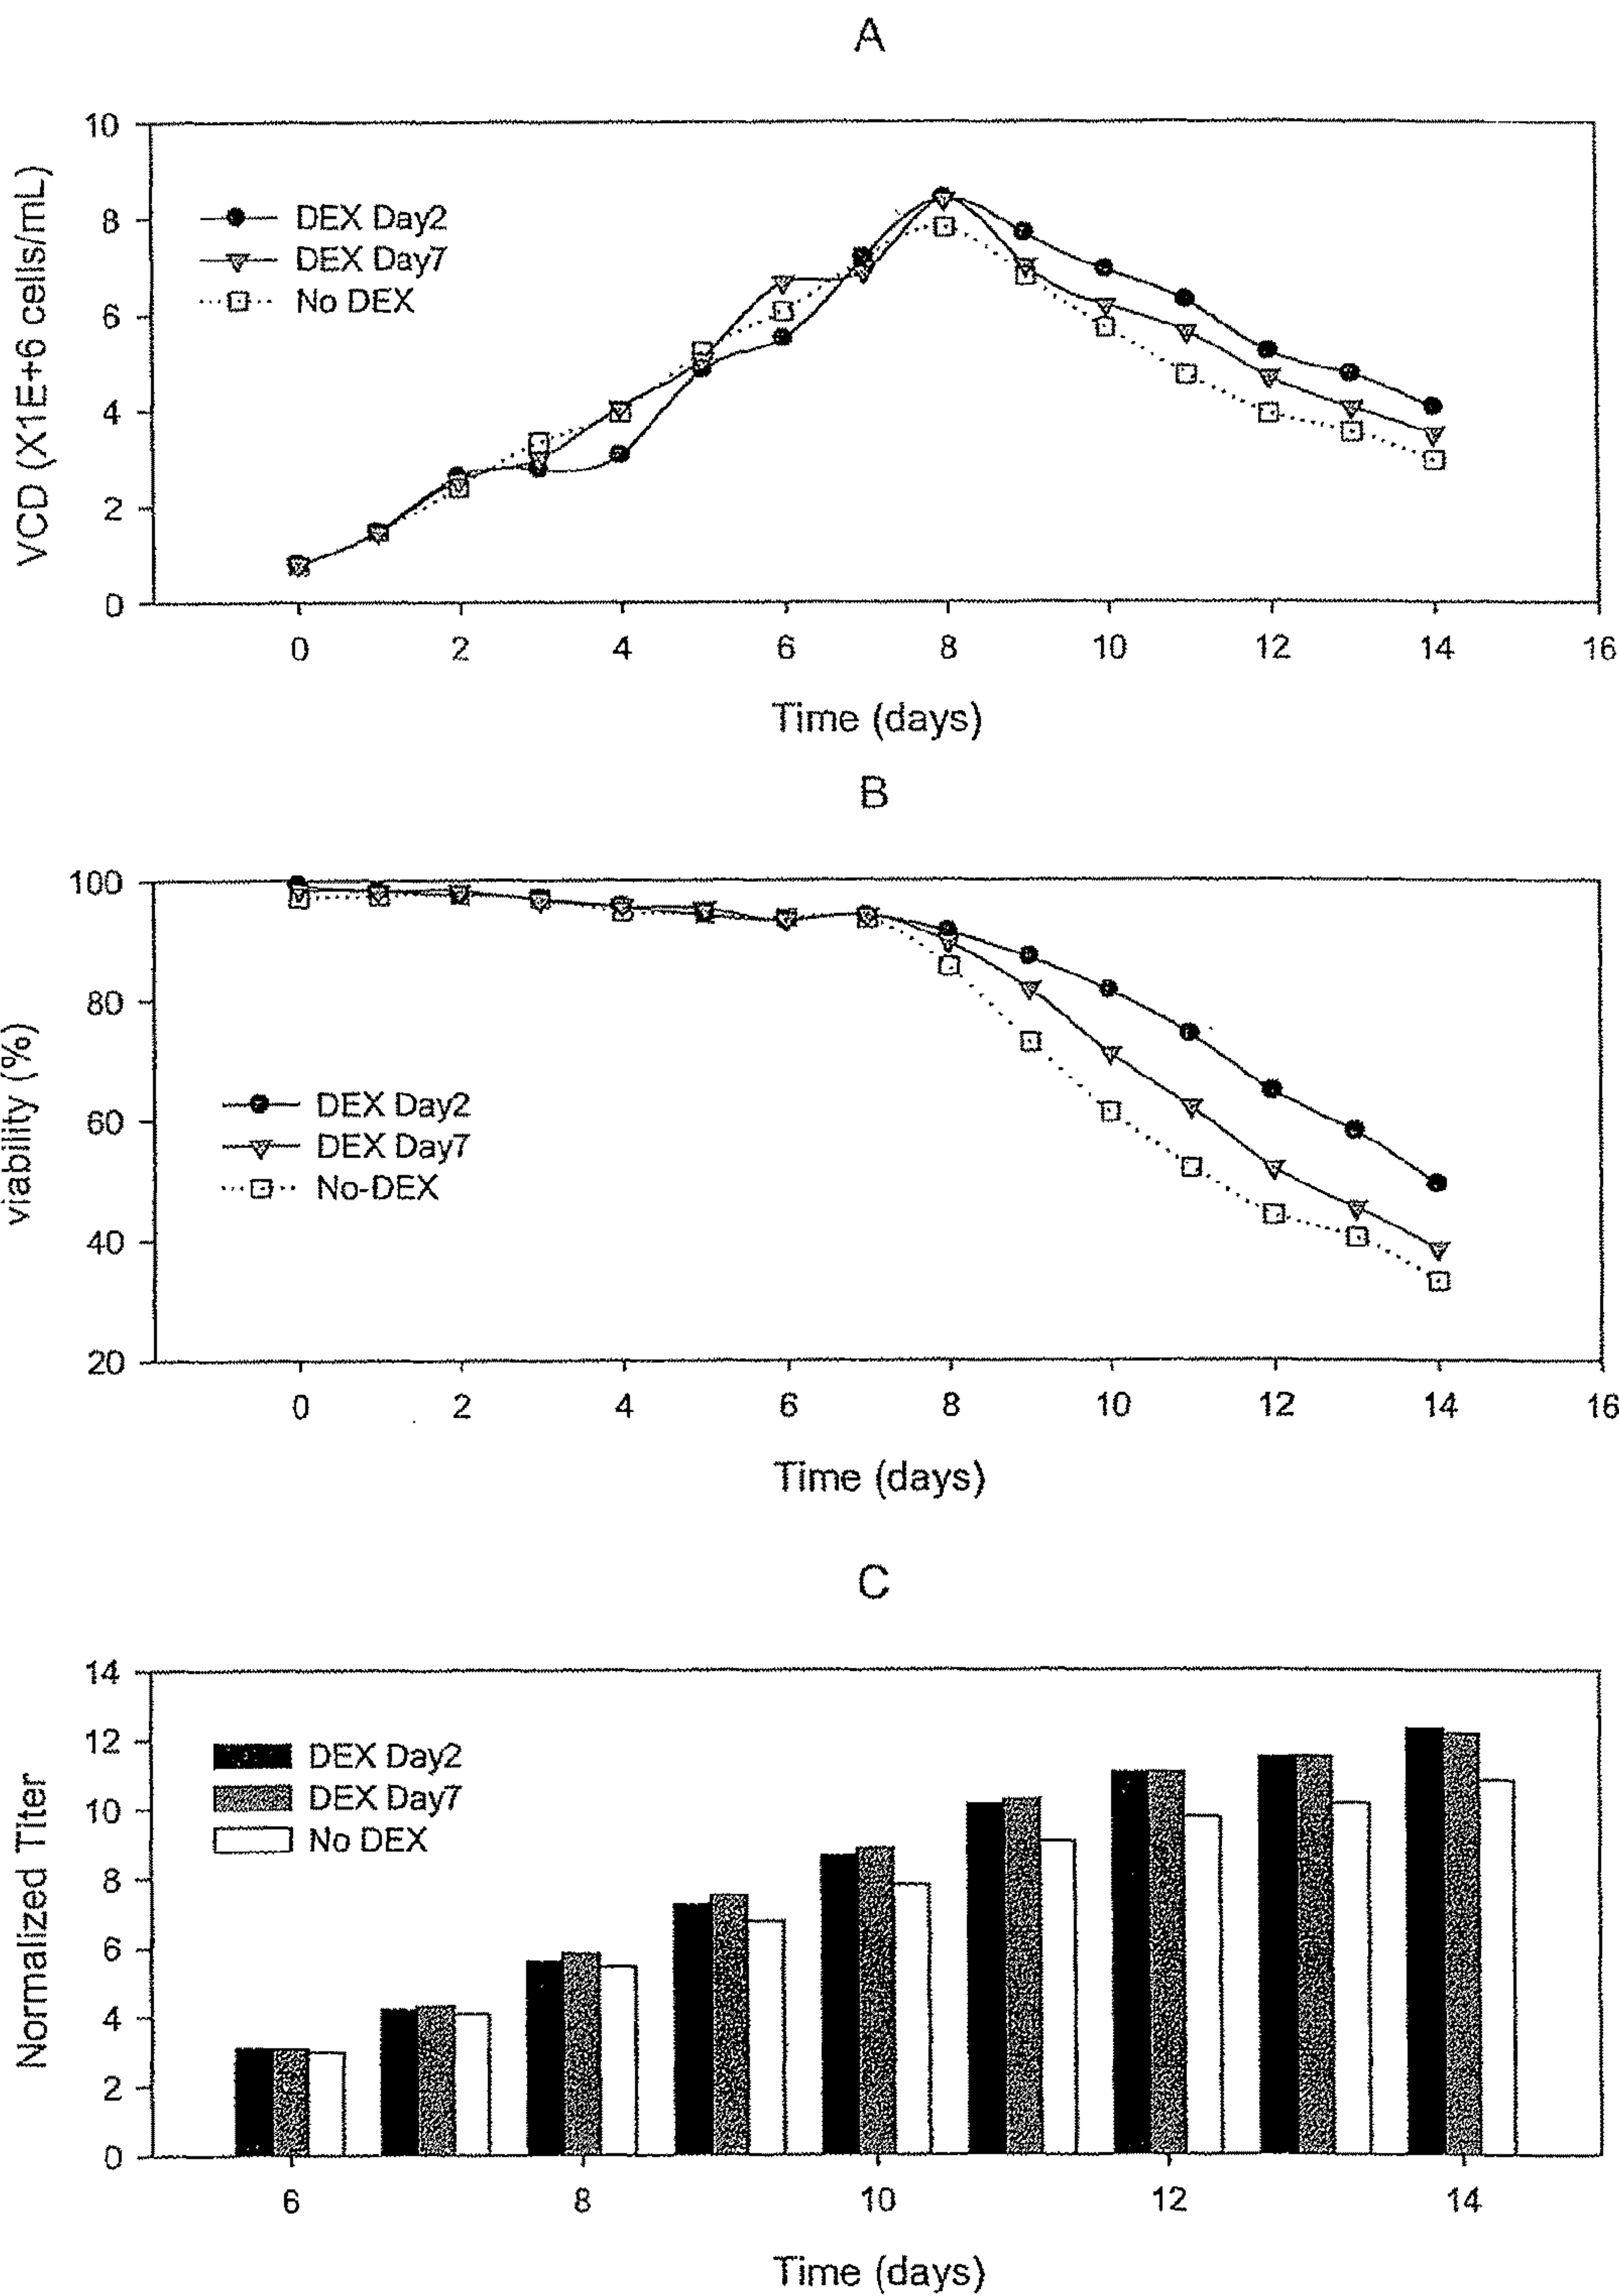 A
10
8
6
4
2
0
VCD (X1E+6 cells/mL)
DEX Day2
DEX Day7
No DEX
0 2 4 6 8 10 12 14 16
Time (days)
B
100
80
60
40
20
viability (%)
DEX Day2
DEX Day7
No-DEX
0 2 4 6 8 10 12 14 16
Time (days)
C
14
12
10
8
6
4
2
0
Normalized Titer
DEX Day2
DEX Day7
No DEX
6 8 10 12 14
Time (days)